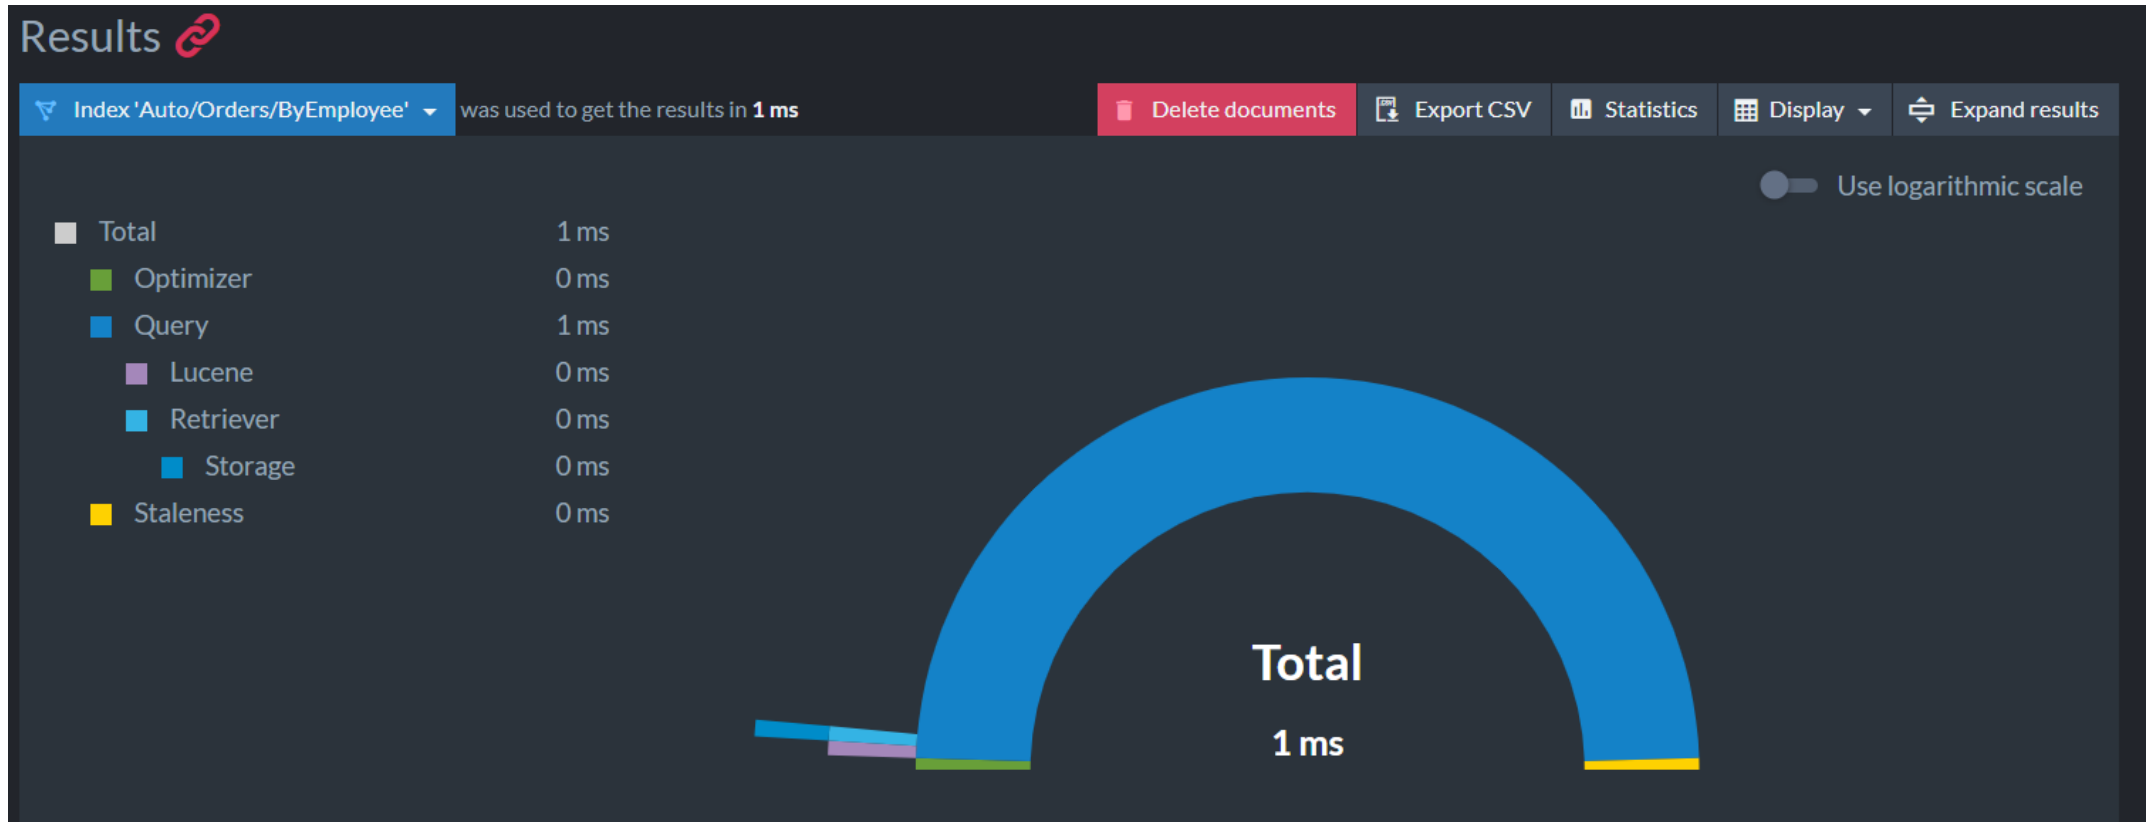 Results
Index 'Auto/Orders/ByEmployee' was used to get the results in 1 ms
Delete documents
Export CSV
Statistics
Display
Expand results
Use logarithmic scale
Total 1 ms
Optimizer 0 ms
Query 1 ms
Lucene 0 ms
Retriever 0 ms
Storage 0 ms
Staleness 0 ms
Total
1 ms